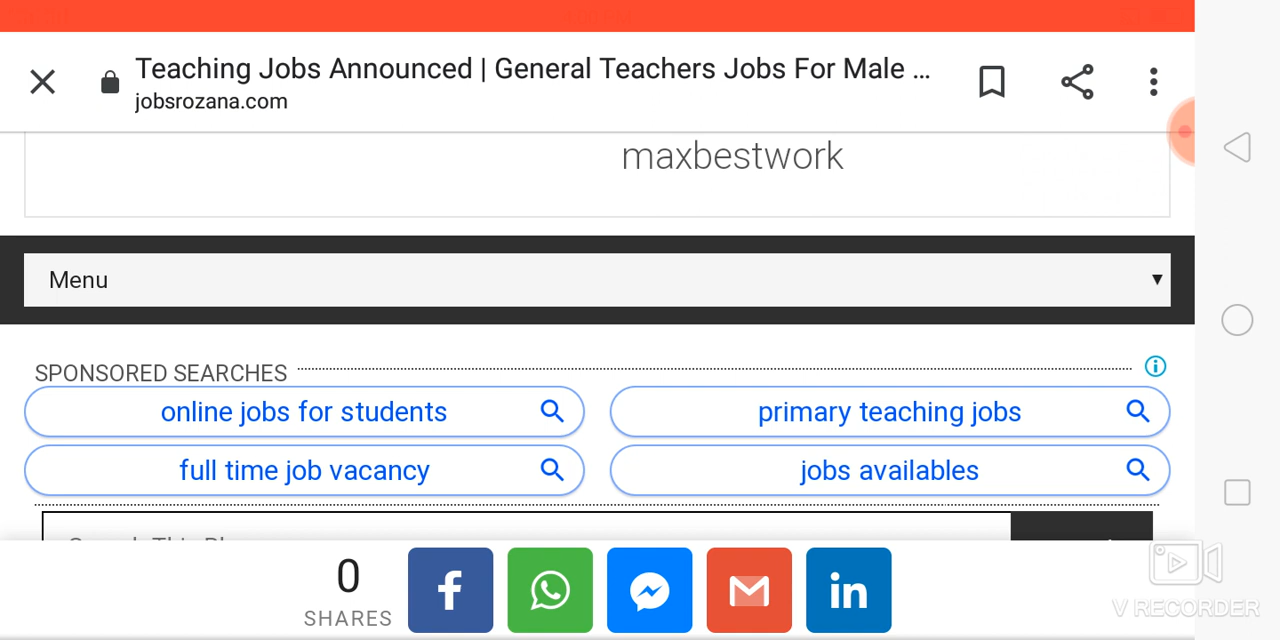 Teaching Jobs Announced | General Teachers Jobs For Male ...
jobsrozana.com
maxbestwork
Menu
SPONSORED SEARCHES
online jobs for students
primary teaching jobs
full time job vacancy
jobs availables
0
SHARES
V RECORDER